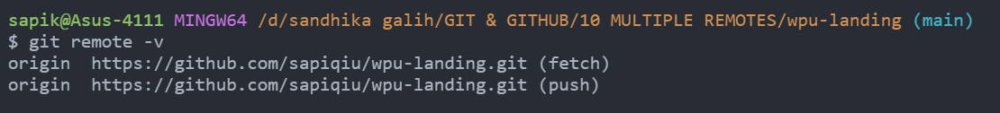 sapik@Asus-4111 MINGW64 /d/sandhika galih/GIT & GITHUB/10 MULTIPLE REMOTES/wpu-landing (main)
$ git remote -v
origin  https://github.com/sapiqiu/wpu-landing.git (fetch)
origin  https://github.com/sapiqiu/wpu-landing.git (push)